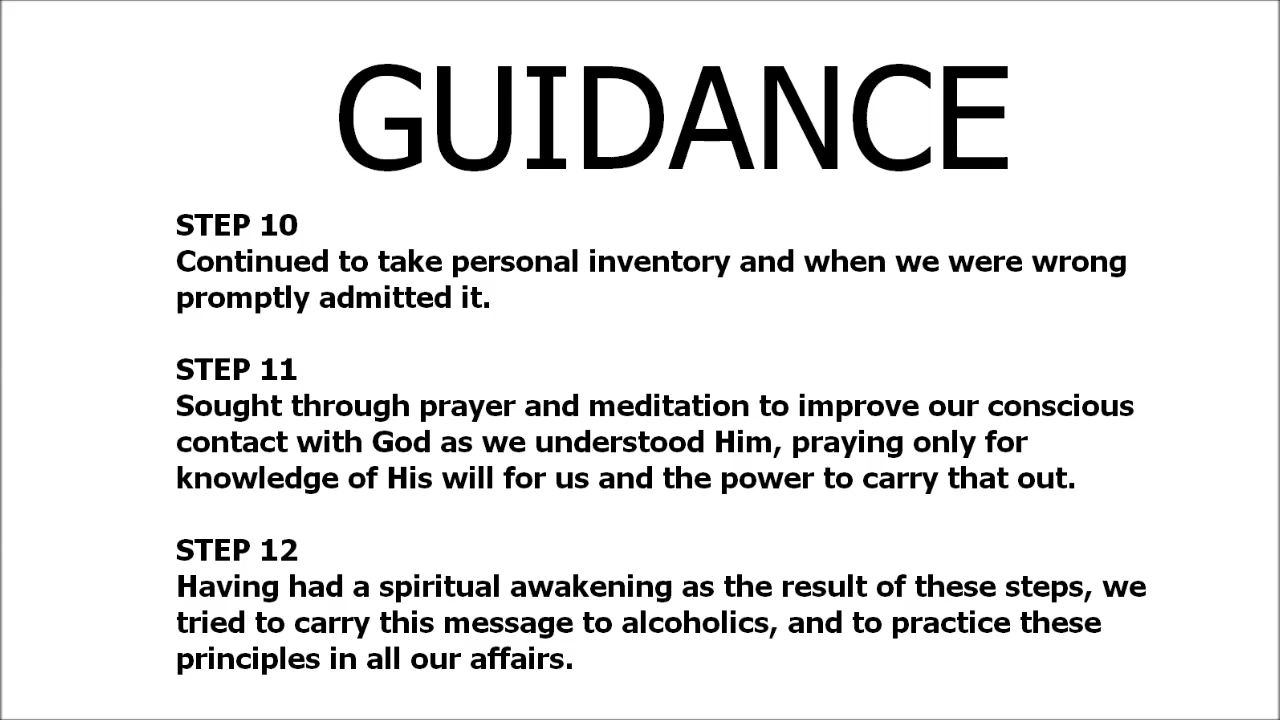 GUIDANCE
STEP 10
Continued to take personal inventory and when we were wrong
promptly admitted it.
STEP 11
Sought through prayer and meditation to improve our conscious
contact with God as we understood Him, praying only for
knowledge of His will for us and the power to carry that out.
STEP 12
Having had a spiritual awakening as the result of these steps, we
tried to carry this message to alcoholics, and to practice these
principles in all our affairs.